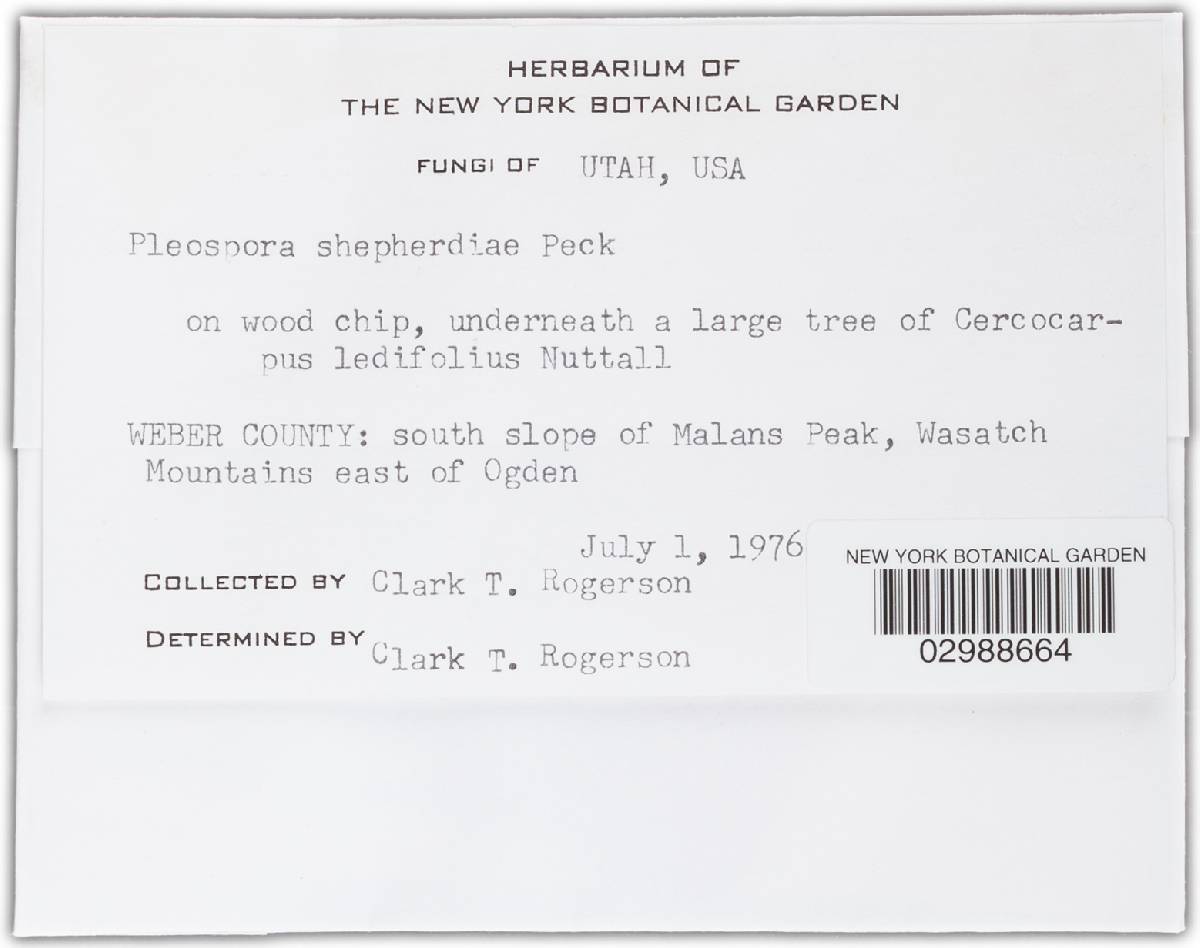 HERBARIUM OF
THE NEW YORK BOTANICAL GARDEN
FUNGI OF UTAH, USA
Pleospora shepherdiae Peck
on wood chip, underneath a large tree of Cercocar-
pus ledifolius Nuttall
WEBER COUNTY: south slope of Malans Peak, Wasatch
Mountains east of Ogden
July 1, 1976
COLLECTED BY Clark T. Rogerson
DETERMINED BY Clark T. Rogerson
NEW YORK BOTANICAL GARDEN
02988664